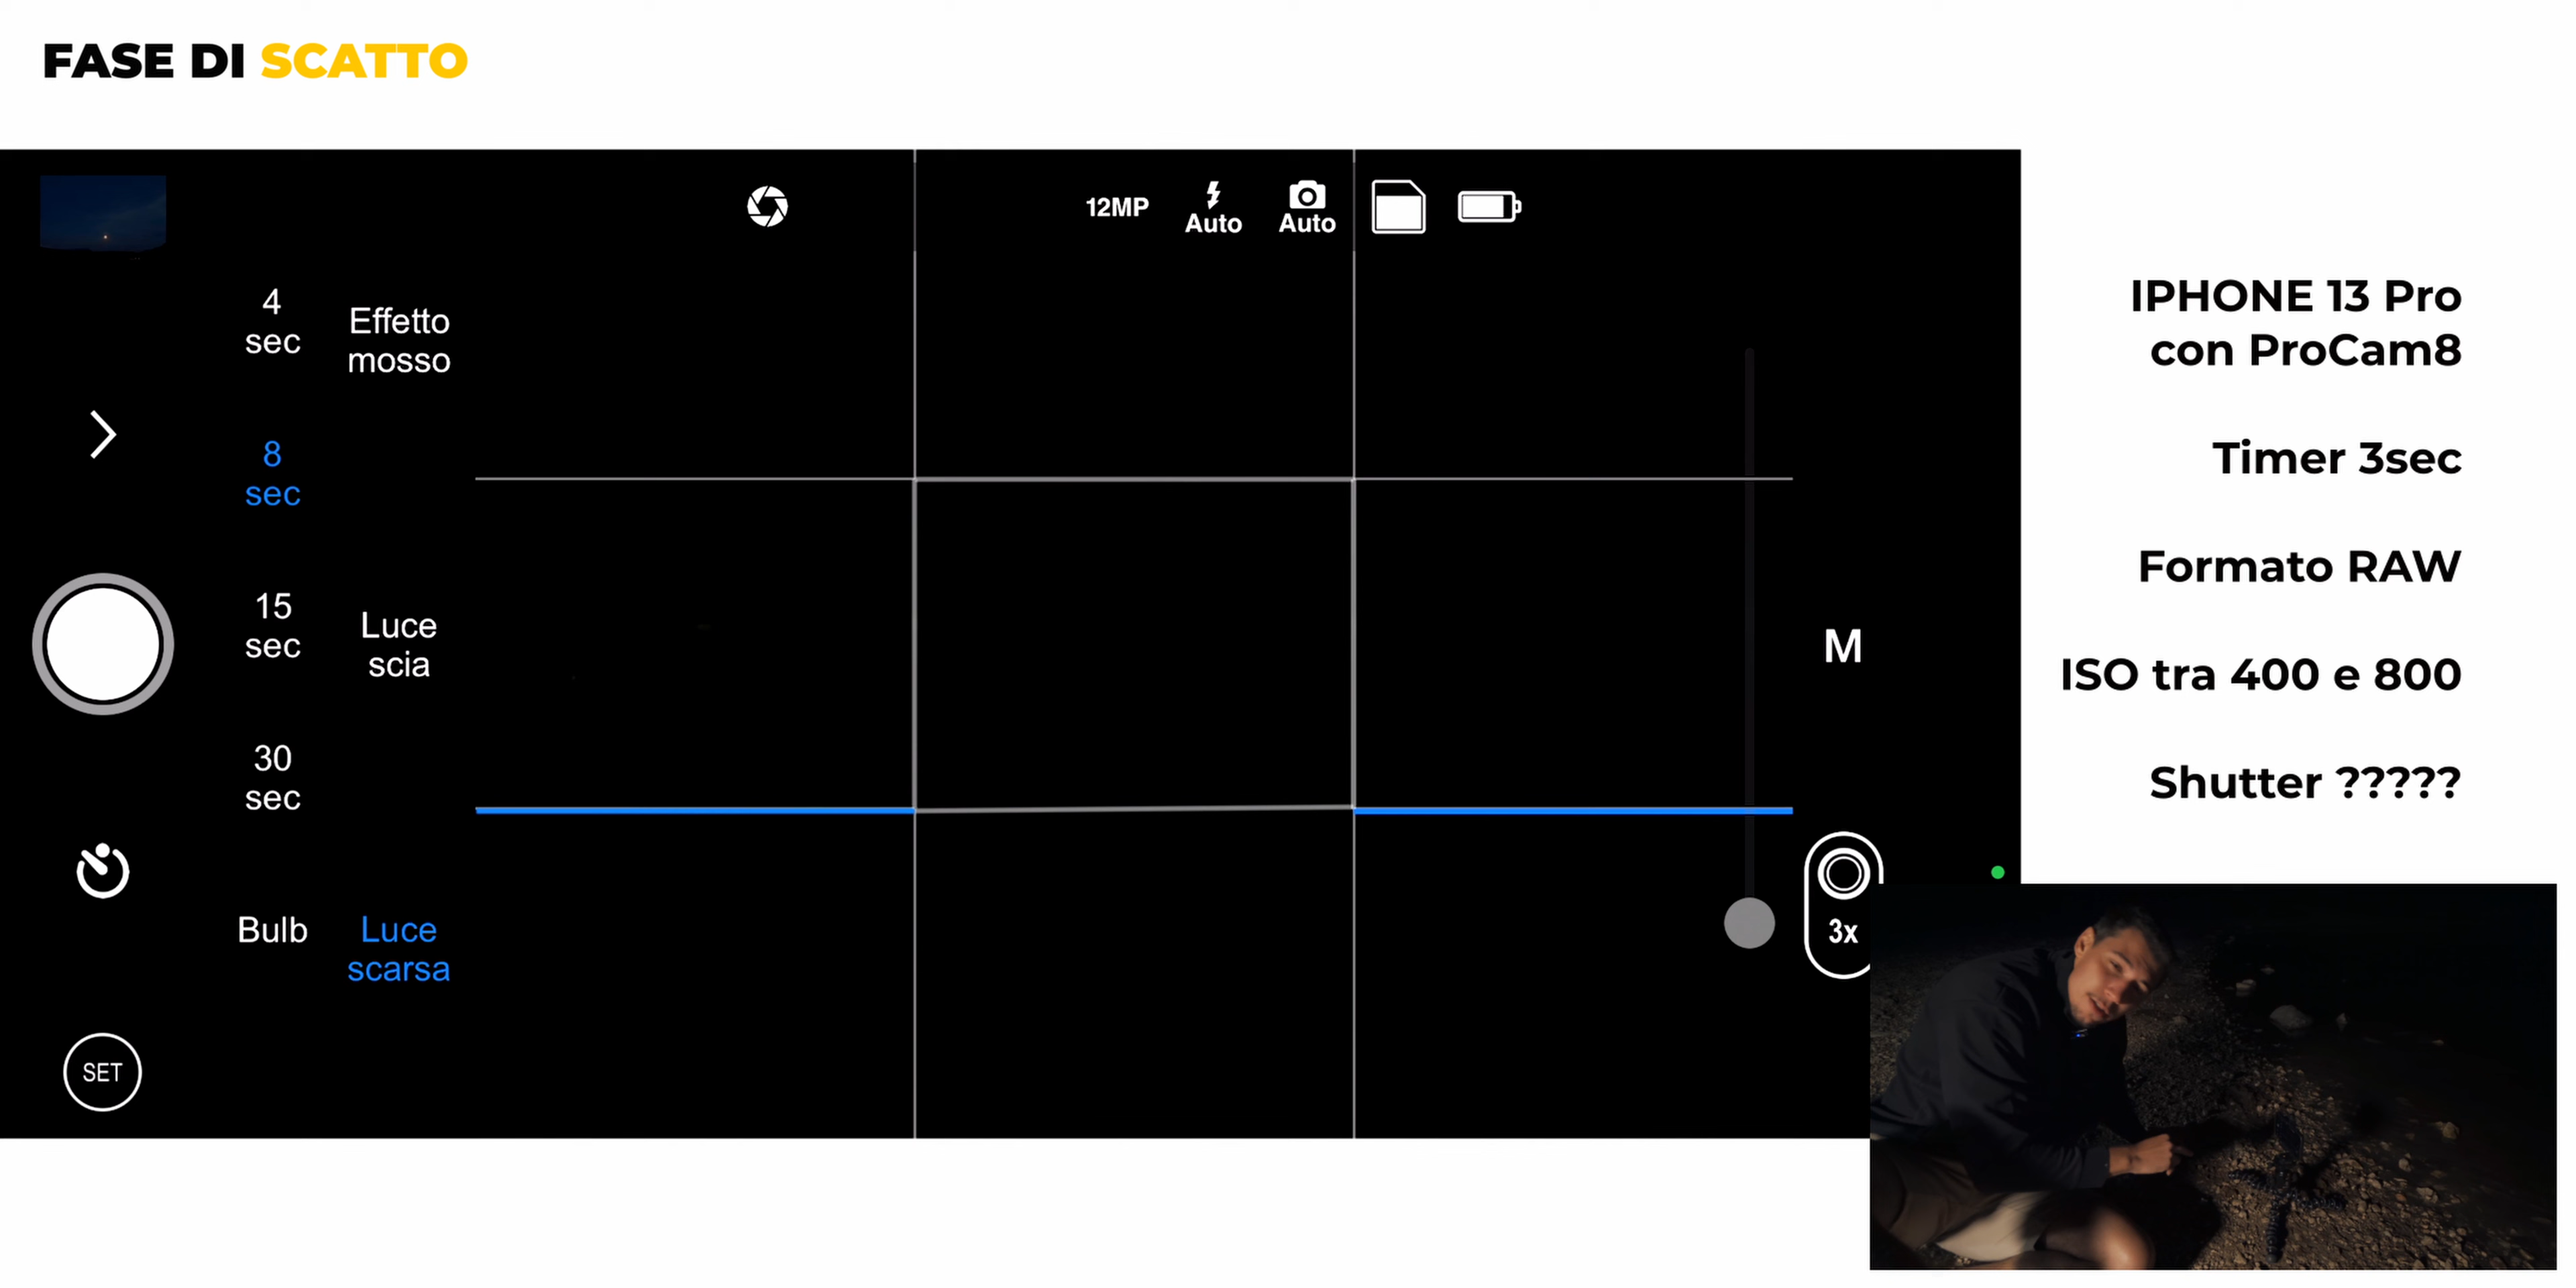 FASE DI SCATTO
12MP
Auto
Auto
4
sec
Effetto
mosso
8
sec
15
sec
Luce
scia
30
sec
Bulb
Luce
scarsa
SET
M
3x
IPHONE 13 Pro
con ProCam8
Timer 3sec
Formato RAW
ISO tra 400 e 800
Shutter ?????